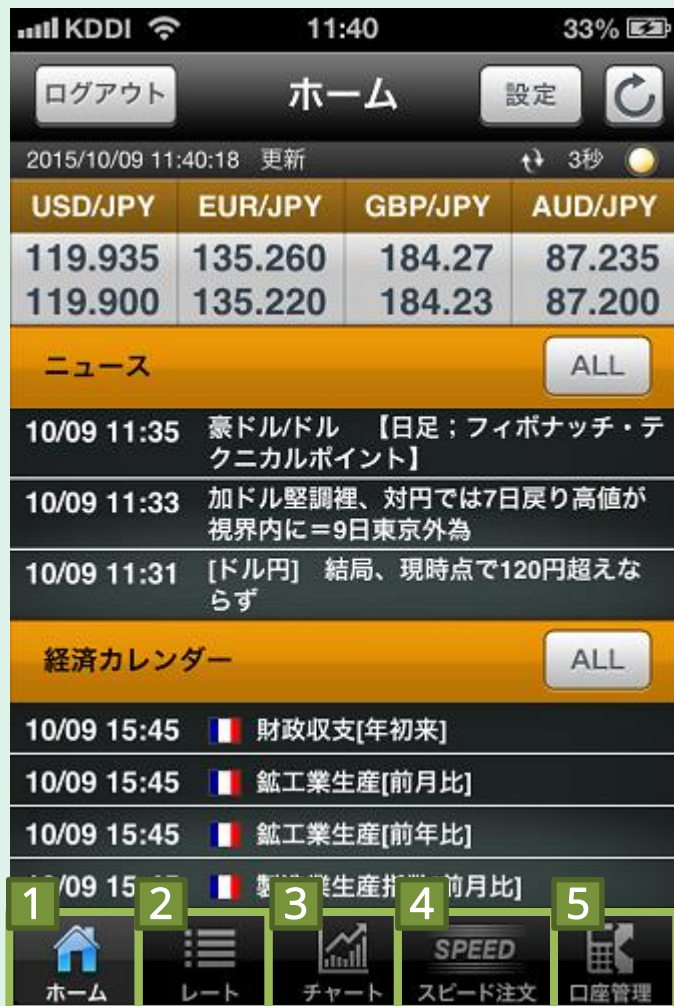 KDDI 11:40 33%
ログアウト ホーム 設定
2015/10/09 11:40:18 更新 3秒
USD/JPY EUR/JPY GBP/JPY AUD/JPY
119.935 135.260 184.27 87.235
119.900 135.220 184.23 87.200
ニュース ALL
10/09 11:35 豪ドル/ドル 【日足；フィボナッチ・テ
クニカルポイント】
10/09 11:33 加ドル堅調裡、対円では7日戻り高値が
視界内に＝9日東京外為
10/09 11:31 [ドル円] 結局、現時点で120円超えな
らず
経済カレンダー ALL
10/09 15:45 財政収支[年初来]
10/09 15:45 鉱工業生産[前月比]
10/09 15:45 鉱工業生産[前年比]
/09 15 生産 前月比]
1 2 3 4 5
SPEED
ホーム レート チャート スピード注文 口座管理